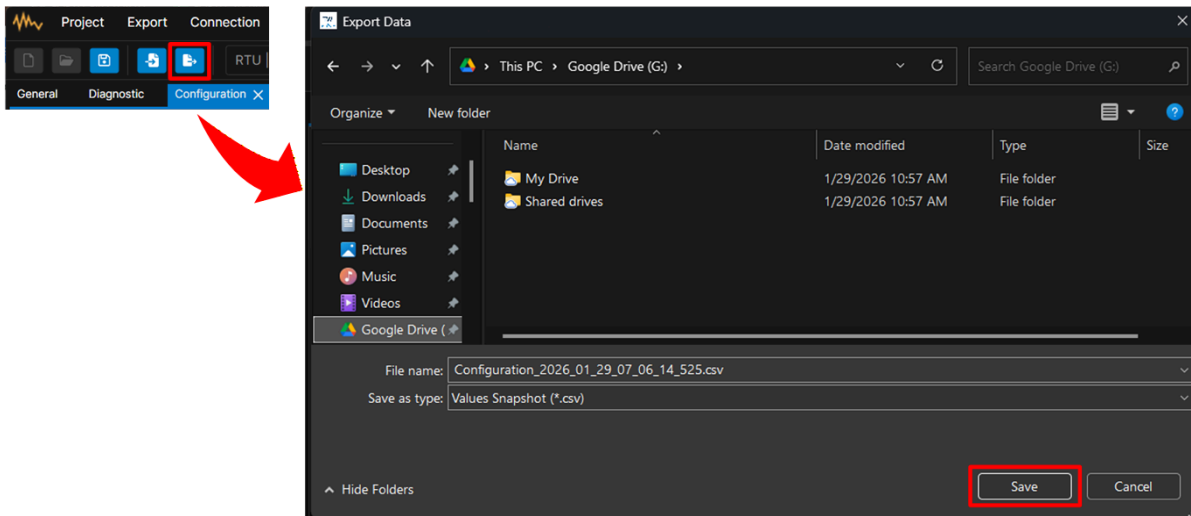 Project Export Connection
RTU
General Diagnostic Configuration
Export Data
This PC Google Drive (G:)
Search Google Drive (G:)
Organize New folder
Name Date modified Type Size
Desktop
Downloads
Documents
Pictures
Music
Videos
Google Drive (
My Drive 1/29/2026 10:57 AM File folder
Shared drives 1/29/2026 10:57 AM File folder
File name: Configuration_2026_01_29_07_06_14_525.csv
Save as type: Values Snapshot (*.csv)
Hide Folders
Save Cancel